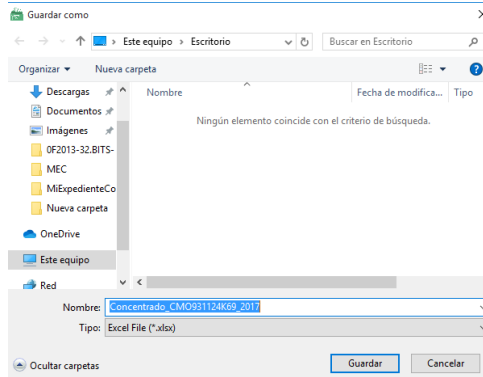 Guardar como
Este equipo > Escritorio
Buscar en Escritorio
Organizar
Nueva carpeta
Nombre
Fecha de modifica...
Tipo
Descargas
Documentos
Imágenes
0F2013-32.BITS-
MEC
MiExpedienteCo
Nueva carpeta
OneDrive
Este equipo
Red
Ningún elemento coincide con el criterio de búsqueda.
Nombre: Concentrado_CMO931124K69_2017
Tipo: Excel File (*.xlsx)
Ocultar carpetas
Guardar
Cancelar